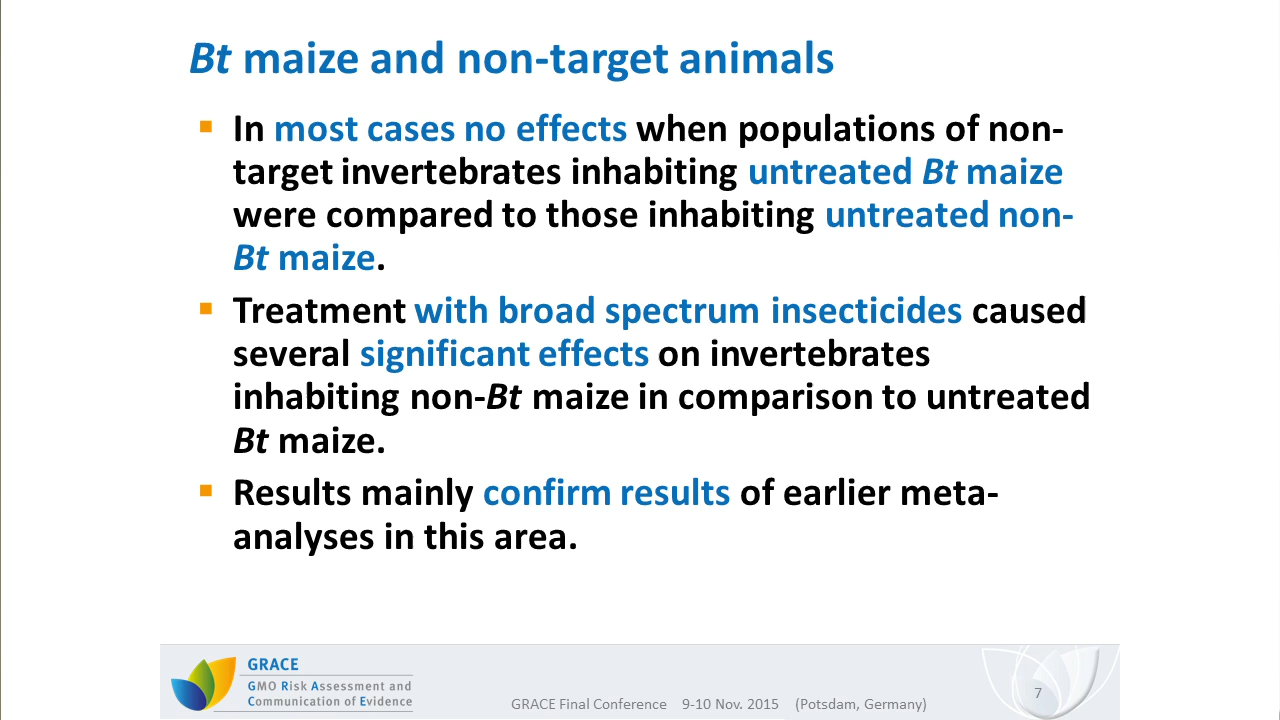 Bt maize and non-target animals
In most cases no effects when populations of non-
target invertebrates inhabiting untreated Bt maize
were compared to those inhabiting untreated non-
Bt maize.
Treatment with broad spectrum insecticides caused
several significant effects on invertebrates
inhabiting non-Bt maize in comparison to untreated
Bt maize.
Results mainly confirm results of earlier meta-
analyses in this area.
GRACE
GMO Risk Assessment and
Communication of Evidence
GRACE Final Conference 9-10 Nov. 2015 (Potsdam, Germany)
7